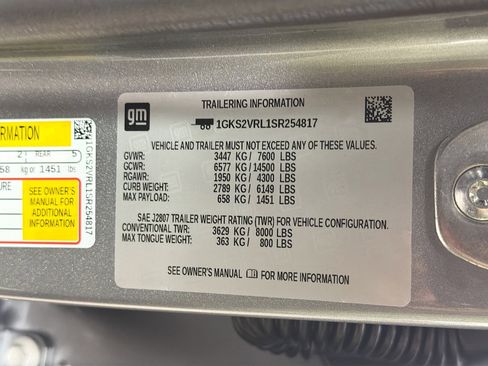 gm
TRAILERING INFORMATION
1GKS2VRL1SR254817
VEHICLE AND TRAILER MUST NOT EXCEED ANY OF THESE VALUES.
GVWR: 3447 KG / 7600 LBS
GCWR: 6577 KG / 14500 LBS
RGAWR: 1950 KG / 4300 LBS
CURB WEIGHT: 2789 KG / 6149 LBS
MAX PAYLOAD: 658 KG / 1451 LBS
SAE J2807 TRAILER WEIGHT RATING (TWR) FOR VEHICLE CONFIGURATION.
CONVENTIONAL TWR: 3629 KG / 8000 LBS
MAX TONGUE WEIGHT: 363 KG / 800 LBS
SEE OWNER'S MANUAL FOR MORE INFORMATION
2 REAR 5
kg or 1451 lbs
SEE OWNER'S
MANUAL FOR
ADDITIONAL
INFORMATION
1GKS2VRL1SR254817